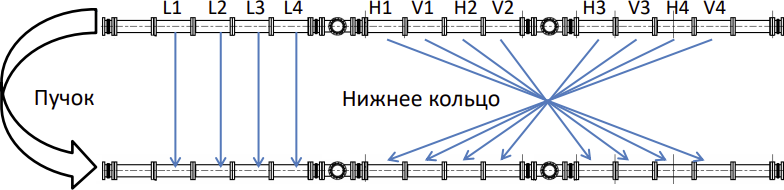 L1 L2 L3 L4 H1 V1 H2 V2 H3 V3 H4 V4
Пучок Нижнее кольцо